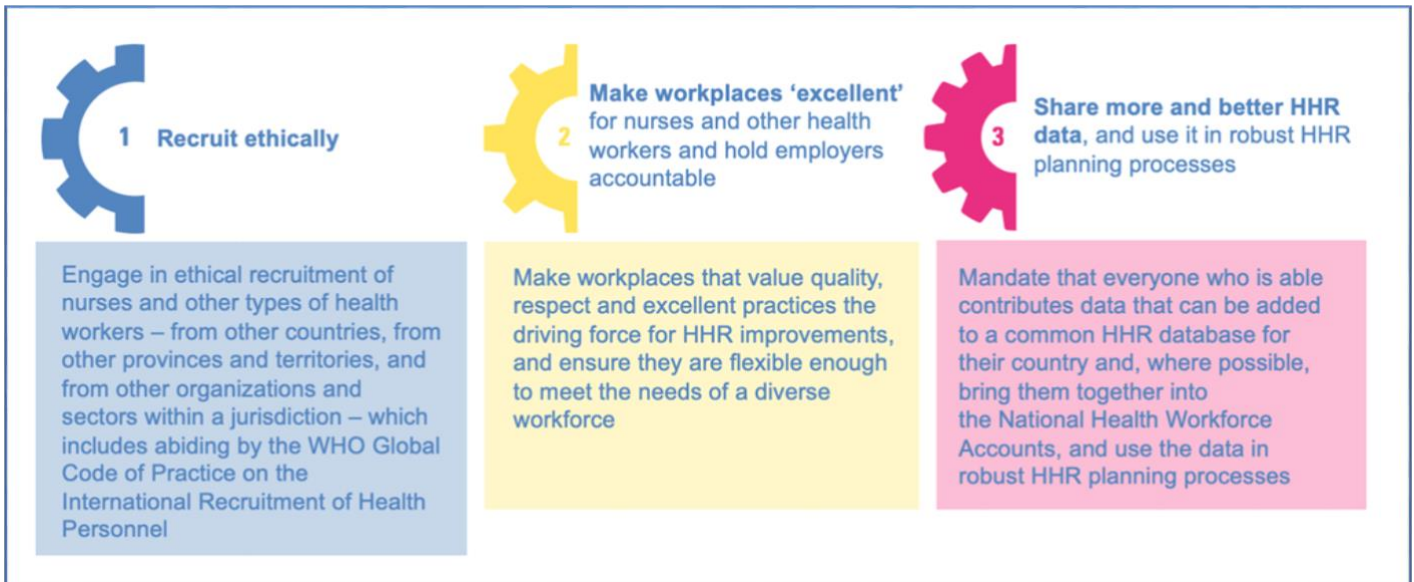 1 Recruit ethically
Engage in ethical recruitment of
nurses and other types of health
workers – from other countries, from
other provinces and territories, and
from other organizations and
sectors within a jurisdiction – which
includes abiding by the WHO Global
Code of Practice on the
International Recruitment of Health
Personnel
2
Make workplaces ‘excellent’
for nurses and other health
workers and hold employers
accountable
Make workplaces that value quality,
respect and excellent practices the
driving force for HHR improvements,
and ensure they are flexible enough
to meet the needs of a diverse
workforce
3
Share more and better HHR
data, and use it in robust HHR
planning processes
Mandate that everyone who is able
contributes data that can be added
to a common HHR database for
their country and, where possible,
bring them together into
the National Health Workforce
Accounts, and use the data in
robust HHR planning processes